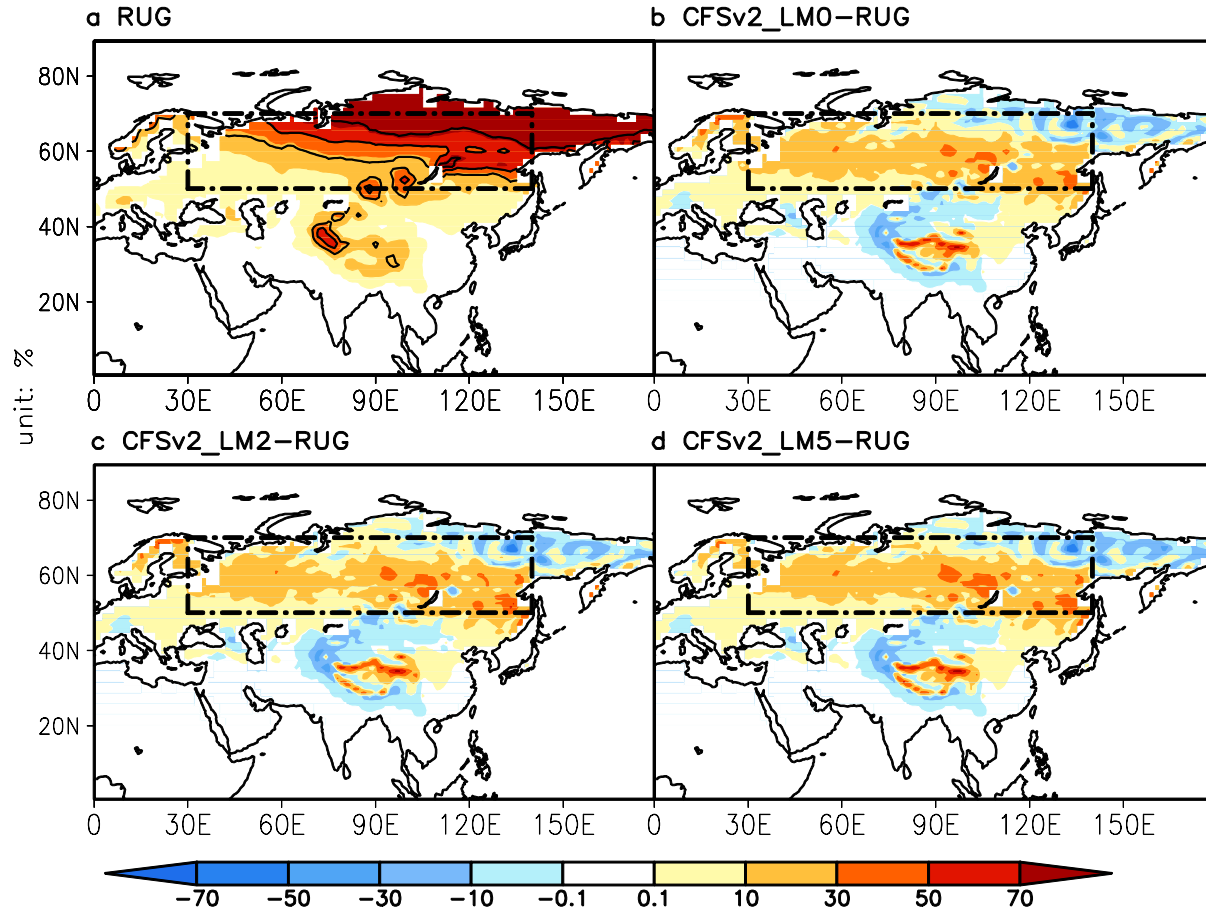 a RUG
b CFSv2_LM0-RUG
80N
60N
40N
20N
0 30E 60E 90E 120E 150E
0 30E 60E 90E 120E 150E
unit: %
c CFSv2_LM2-RUG
d CFSv2_LM5-RUG
80N
60N
40N
20N
0 30E 60E 90E 120E 150E
0 30E 60E 90E 120E 150E
-70 -50 -30 -10 -0.1 0.1 10 30 50 70